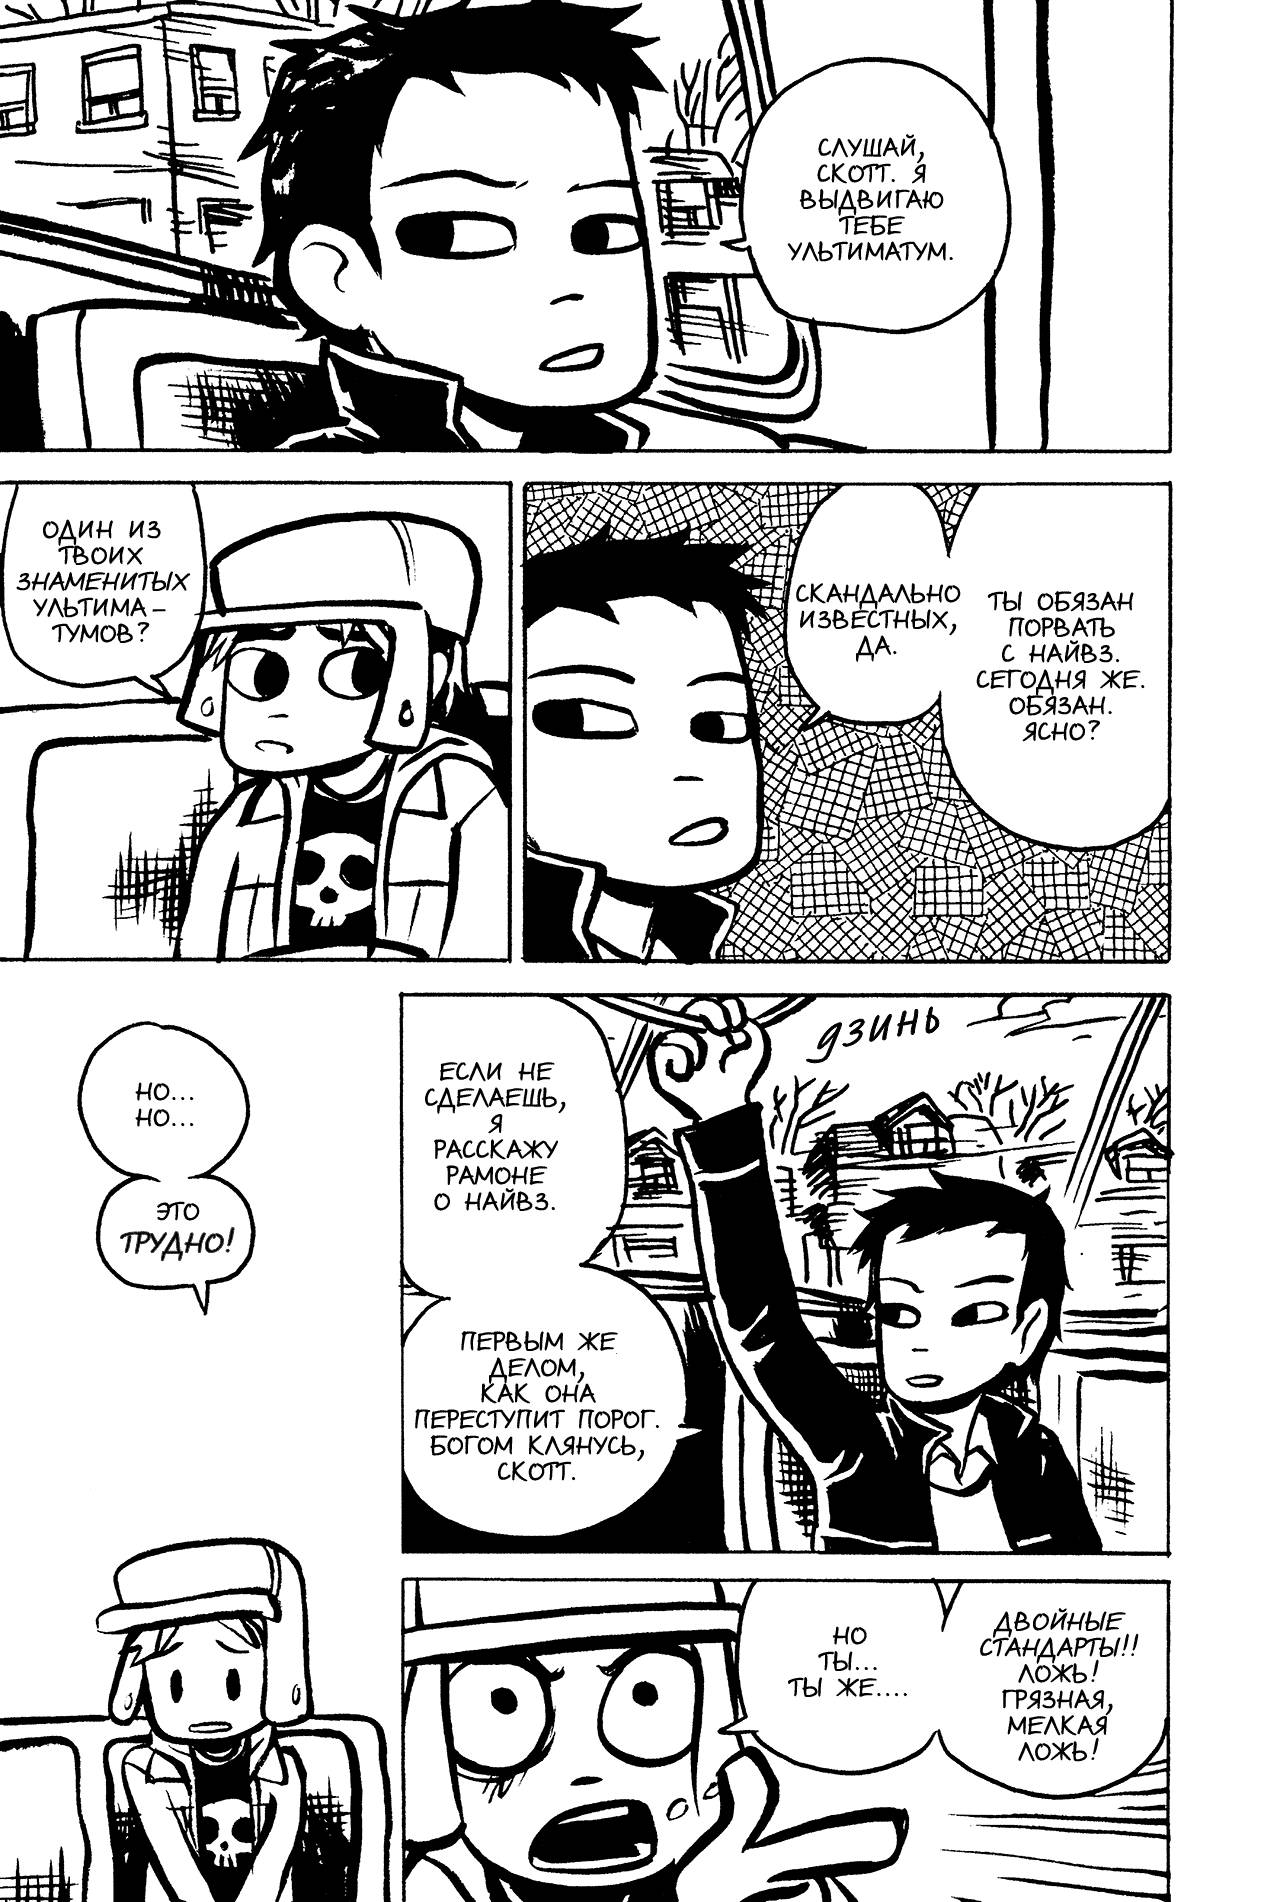 СЛУШАЙ,
СКОТТ. Я
ВЫДВИГАЮ
ТЕБЕ
УЛЬТИМАТУМ.
ОДИН ИЗ
ТВОИХ
ЗНАМЕНИТЫХ
УЛЬТИМА-
ТУМОВ?
СКАНДАЛЬНО
ИЗВЕСТНЫХ,
ДА.
ТЫ ОБЯЗАН
ПОРВАТЬ
С НАЙВЗ.
СЕГОДНЯ ЖЕ.
ОБЯЗАН.
ЯСНО?
ЕСЛИ НЕ
СДЕЛАЕШЬ,
Я
РАССКАЖУ
РАМОНЕ
О НАЙВЗ.
ДЗИНЬ
ПЕРВЫМ ЖЕ
ДЕЛОМ,
КАК ОНА
ПЕРЕСТУПИТ ПОРОГ.
БОГОМ КЛЯНУСЬ,
СКОТТ.
НО...
НО...
ЭТО
ТРУДНО!
НО
ТЫ...
ТЫ ЖЕ....
ДВОЙНЫЕ
СТАНДАРТЫ!!
ЛОЖЬ!
ГРЯЗНАЯ,
МЕЛКАЯ
ЛОЖЬ!